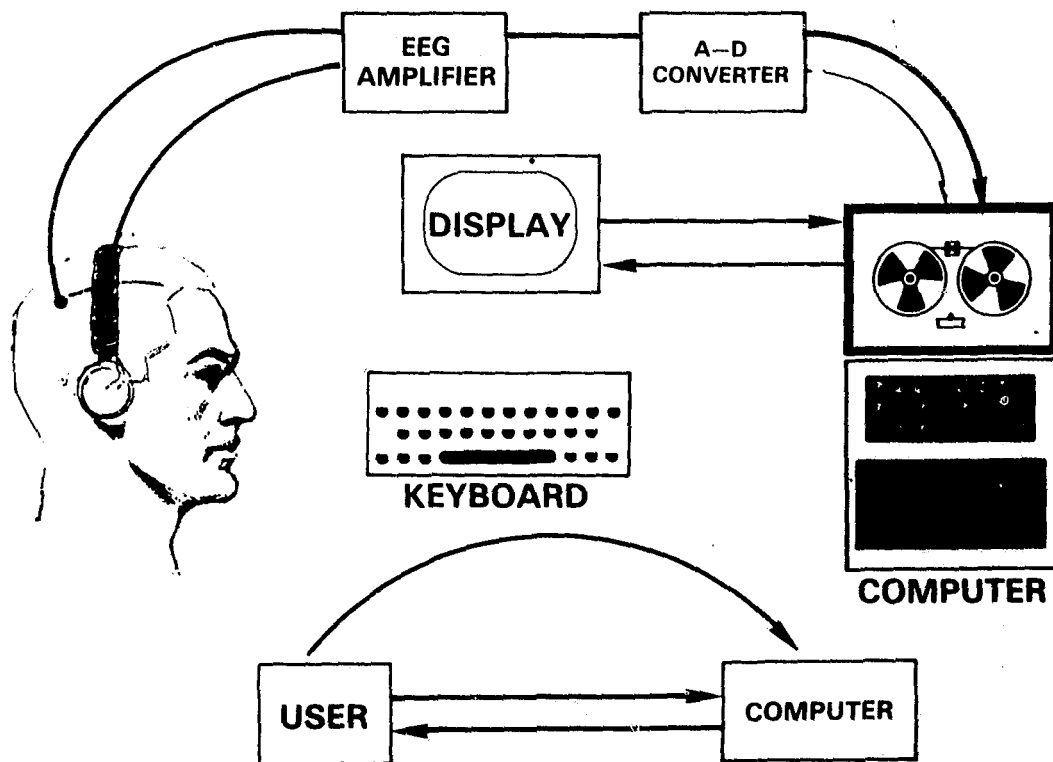 EEG
AMPLIFIER
A–D
CONVERTER
DISPLAY
KEYBOARD
COMPUTER
USER
COMPUTER